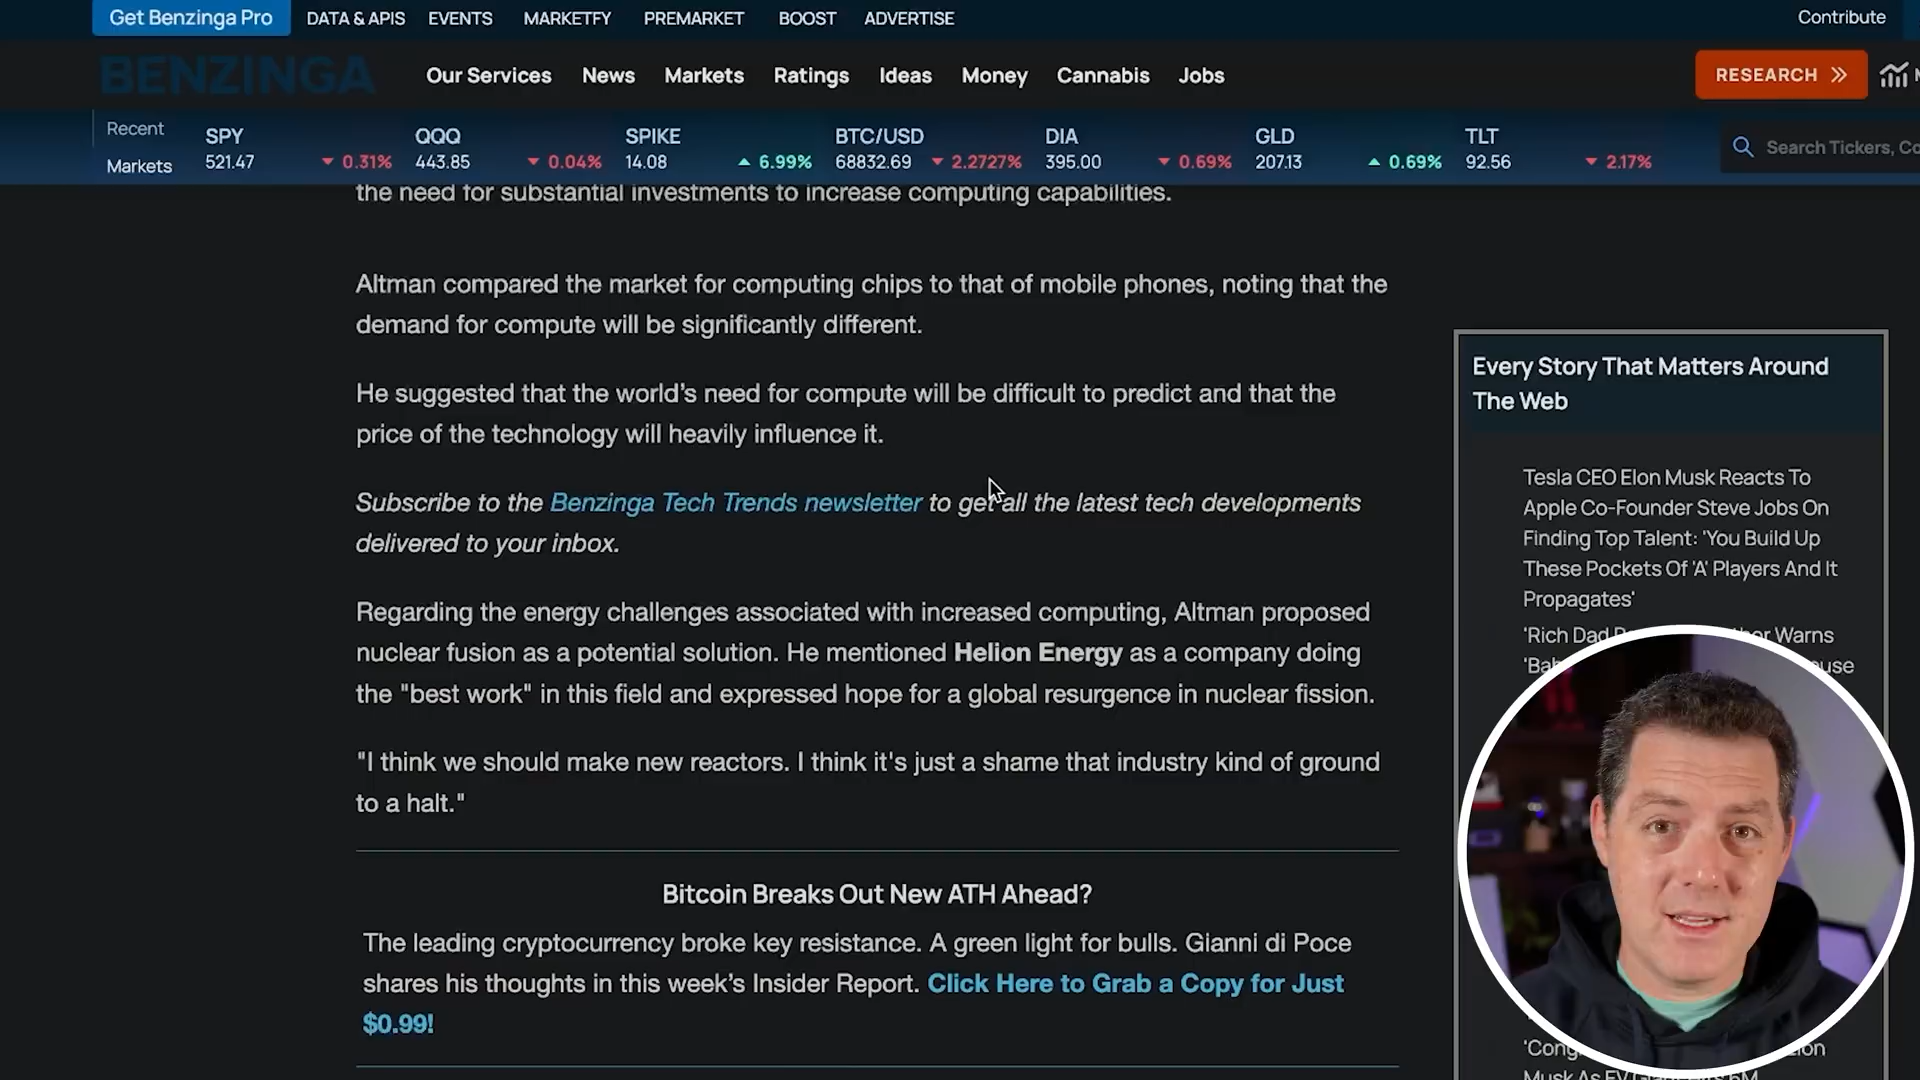 Get Benzinga Pro DATA & APIS EVENTS MARKETFY PREMARKET BOOST ADVERTISE Contribute
BENZINGA Our Services News Markets Ratings Ideas Money Cannabis Jobs RESEARCH
Recent
Markets
SPY
521.47 0.31%
QQQ
443.85 0.04%
SPIKE
14.08 6.99%
BTC/USD
68832.69 2.2727%
DIA
395.00 0.69%
GLD
207.13 0.69%
TLT
92.56 2.17%
Search Tickers, Co
the need for substantial investments to increase computing capabilities.
Altman compared the market for computing chips to that of mobile phones, noting that the
demand for compute will be significantly different.
He suggested that the world's need for compute will be difficult to predict and that the
price of the technology will heavily influence it.
Subscribe to the Benzinga Tech Trends newsletter to get all the latest tech developments
delivered to your inbox.
Regarding the energy challenges associated with increased computing, Altman proposed
nuclear fusion as a potential solution. He mentioned Helion Energy as a company doing
the "best work" in this field and expressed hope for a global resurgence in nuclear fission.
"I think we should make new reactors. I think it's just a shame that industry kind of ground
to a halt."
Bitcoin Breaks Out New ATH Ahead?
The leading cryptocurrency broke key resistance. A green light for bulls. Gianni di Poce
shares his thoughts in this week's Insider Report. Click Here to Grab a Copy for Just
$0.99!
Every Story That Matters Around
The Web
Tesla CEO Elon Musk Reacts To
Apple Co-Founder Steve Jobs On
Finding Top Talent: 'You Build Up
These Pockets Of 'A' Players And It
Propagates'
'Rich Dad Warns
Musk As EV